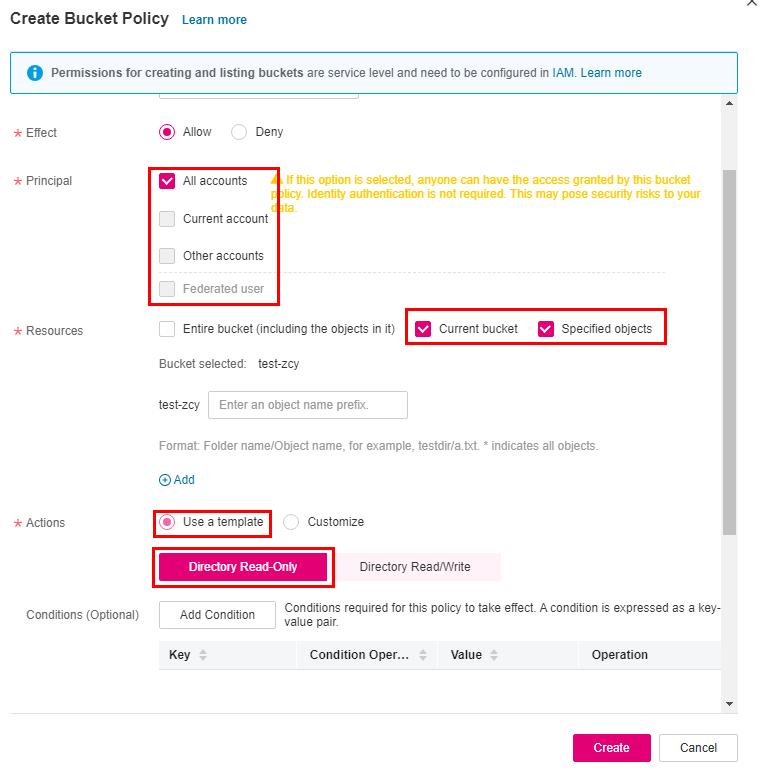 Create Bucket Policy Learn more
Permissions for creating and listing buckets are service level and need to be configured in IAM. Learn more
* Effect
Allow Deny
* Principal
All accounts
If this option is selected, anyone can have the access granted by this bucket
policy. Identity authentication is not required. This may pose security risks to your
data.
Current account
Other accounts
Federated user
* Resources
Entire bucket (including the objects in it) Current bucket Specified objects
Bucket selected: test-zcy
test-zcy Enter an object name prefix.
Format: Folder name/Object name, for example, testdir/a.txt. * indicates all objects.
Add
* Actions
Use a template Customize
Directory Read-Only Directory Read/Write
Conditions (Optional) Add Condition
Conditions required for this policy to take effect. A condition is expressed as a key-
value pair.
Key Condition Oper... Value Operation
Create Cancel